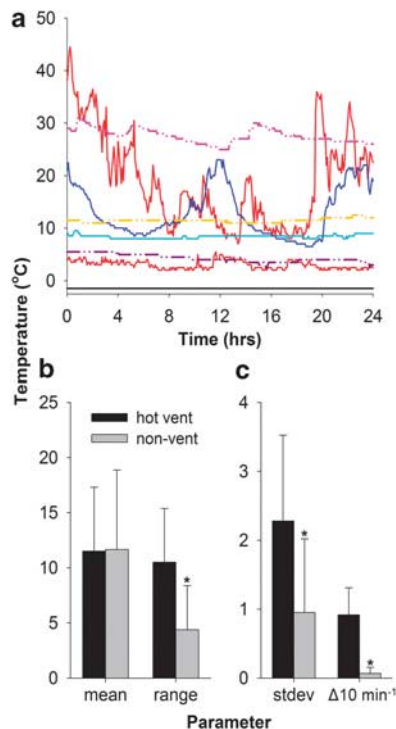 a
50
40
30
20
10
0
0 4 8 12 16 20 24
Time (hrs)
Temperature (°C)
b
25
20
15
10
5
0
hot vent
non-vent
*
mean range
c
4
3
2
1
0
*
*
stdev Δ10 min⁻¹
Parameter